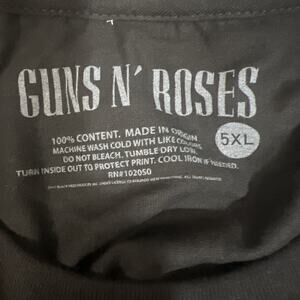 GUNS N' ROSES
100% CONTENT. MADE IN ORIGIN
MACHINE WASH COLD WITH LIKE COLORS.
5XL
DO NOT BLEACH. TUMBLE DRY LOW.
TURN INSIDE OUT TO PROTECT PRINT. COOL IRON IF NEEDED.
RN#102050